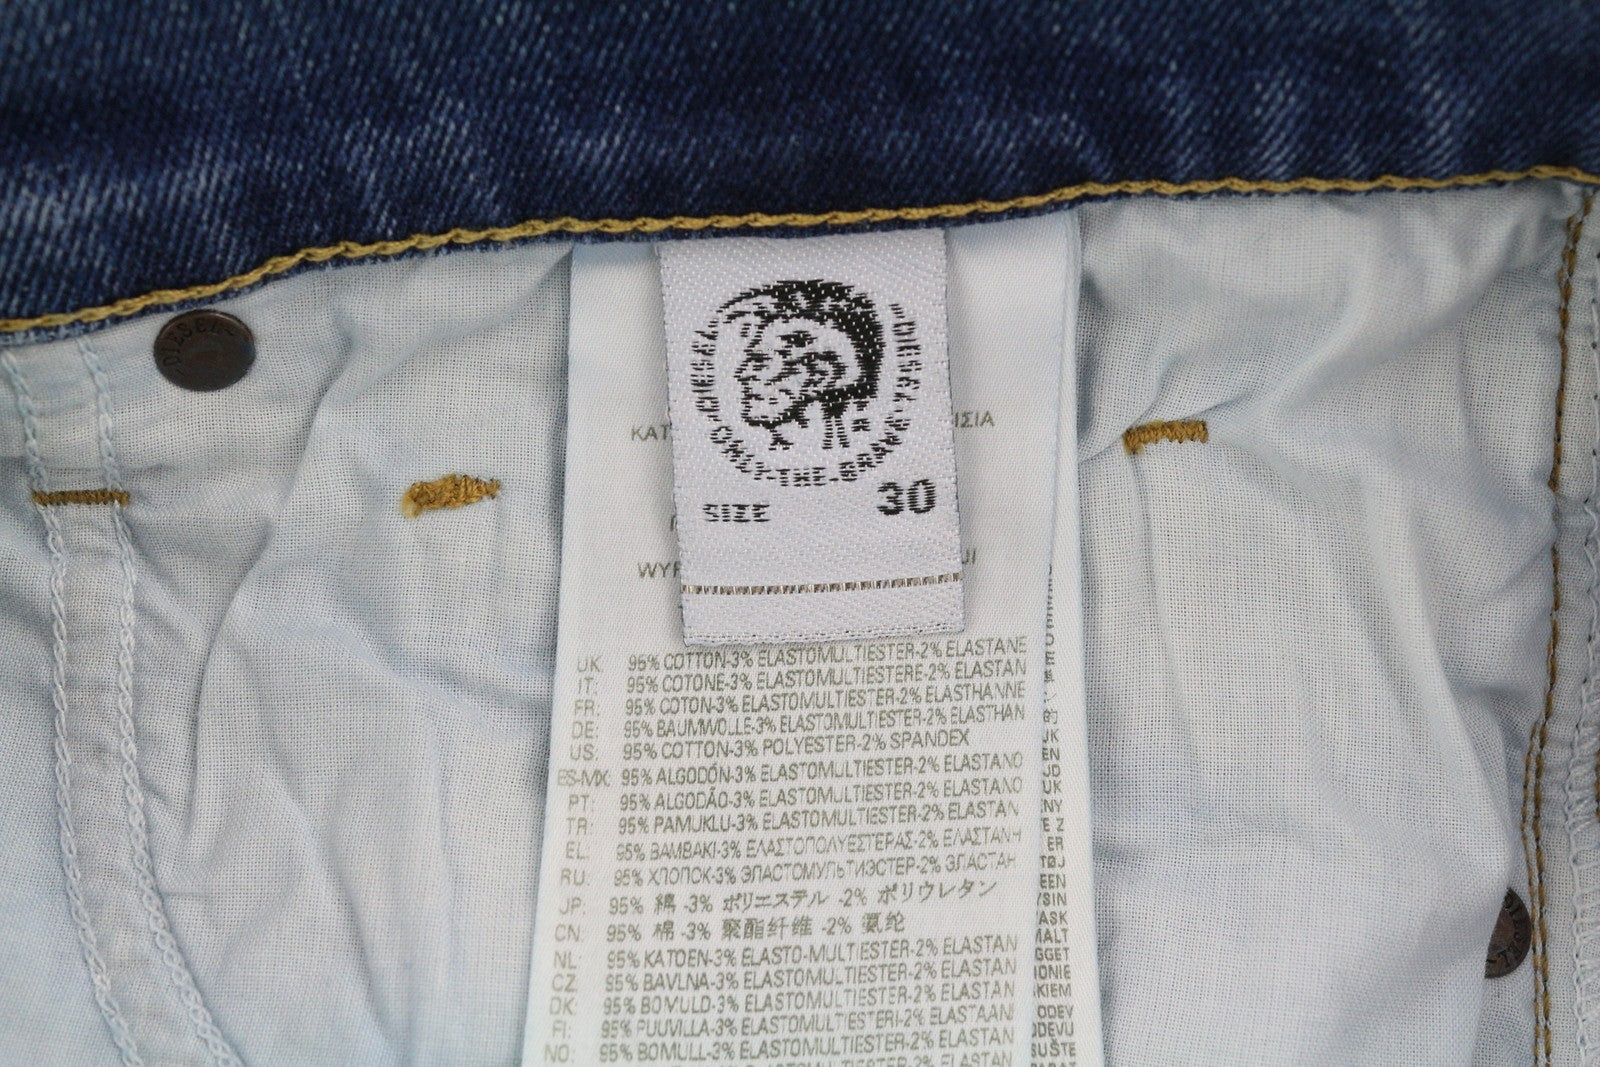 DIESEL
DIESEL
DIESEL
ONLY-THE-BRAVE
SIZE 30
ΚΑΤ ΙΣΙΑ
UK: 95% COTTON-3% ELASTOMULTIESTER-2% ELASTANE
IT: 95% COTONE-3% ELASTOMULTIESTERE-2% ELASTAN
FR: 95% COTON-3% ELASTOMULTIESTER-2% ELASTHANNE
DE: 95% BAUMWOLLE-3% ELASTOMULTIESTER-2% ELASTHAN
US: 95% COTTON-3% POLYESTER-2% SPANDEX
ES-MX: 95% ALGODÓN-3% ELASTOMULTIESTER-2% ELASTANO
PT: 95% ALGODÃO-3% ELASTOMULTIESTER-2% ELASTANO
TR: 95% PAMUKLU-3% ELASTOMULTIESTER-2% ELASTAN
EL: 95% ΒΑΜΒΑΚΙ-3% ΕΛΑΣΤΟΠΟΛΥΕΣΤΕΡΑΣ-2% ΕΛΑΣΤΑΝΗ
RU: 95% ХЛОПОК-3% ЭЛАСТОМУЛЬТИЭСТЕР-2% ЭЛАСТАН
JP: 95% 綿 -3% ポリエステル -2% ポリウレタン
CN: 95% 棉 -3% 聚酯纤维 -2% 氨纶
NL: 95% KATOEN-3% ELASTO-MULTIESTER-2% ELASTAN
CZ: 95% BAVLNA-3% ELASTOMULTIESTER-2% ELASTAN
DK: 95% BOMULD-3% ELASTOMULTIESTER-2% ELASTAN
FI: 95% PUUVILLA-3% ELASTOMULTIESTERI-2% ELASTAANI
NO: 95% BOMULL-3% ELASTOMULTIESTER-2% ELASTAN